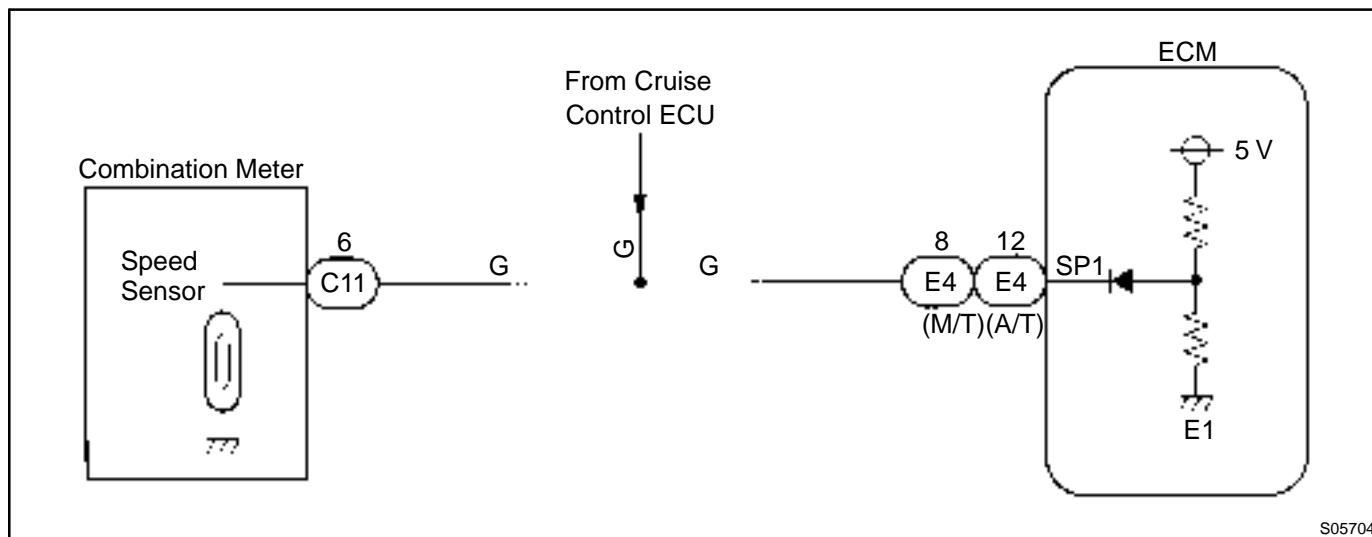 ECM
From Cruise
Control ECU
5 V
Combination Meter
6
8
12
Speed
Sensor
C11
G
G
G
E4
E4
SP1
(M/T)
(A/T)
E1
S05704